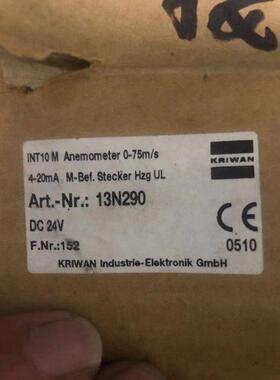 INT10 M Anemometer 0-75m/s
4-20mA M-Bef. Stecker Hzg UL
KRIWAN
Art.-Nr.: 13N290
DC 24V
F.Nr.:152
CE
0510
KRIWAN Industrie-Elektronik GmbH